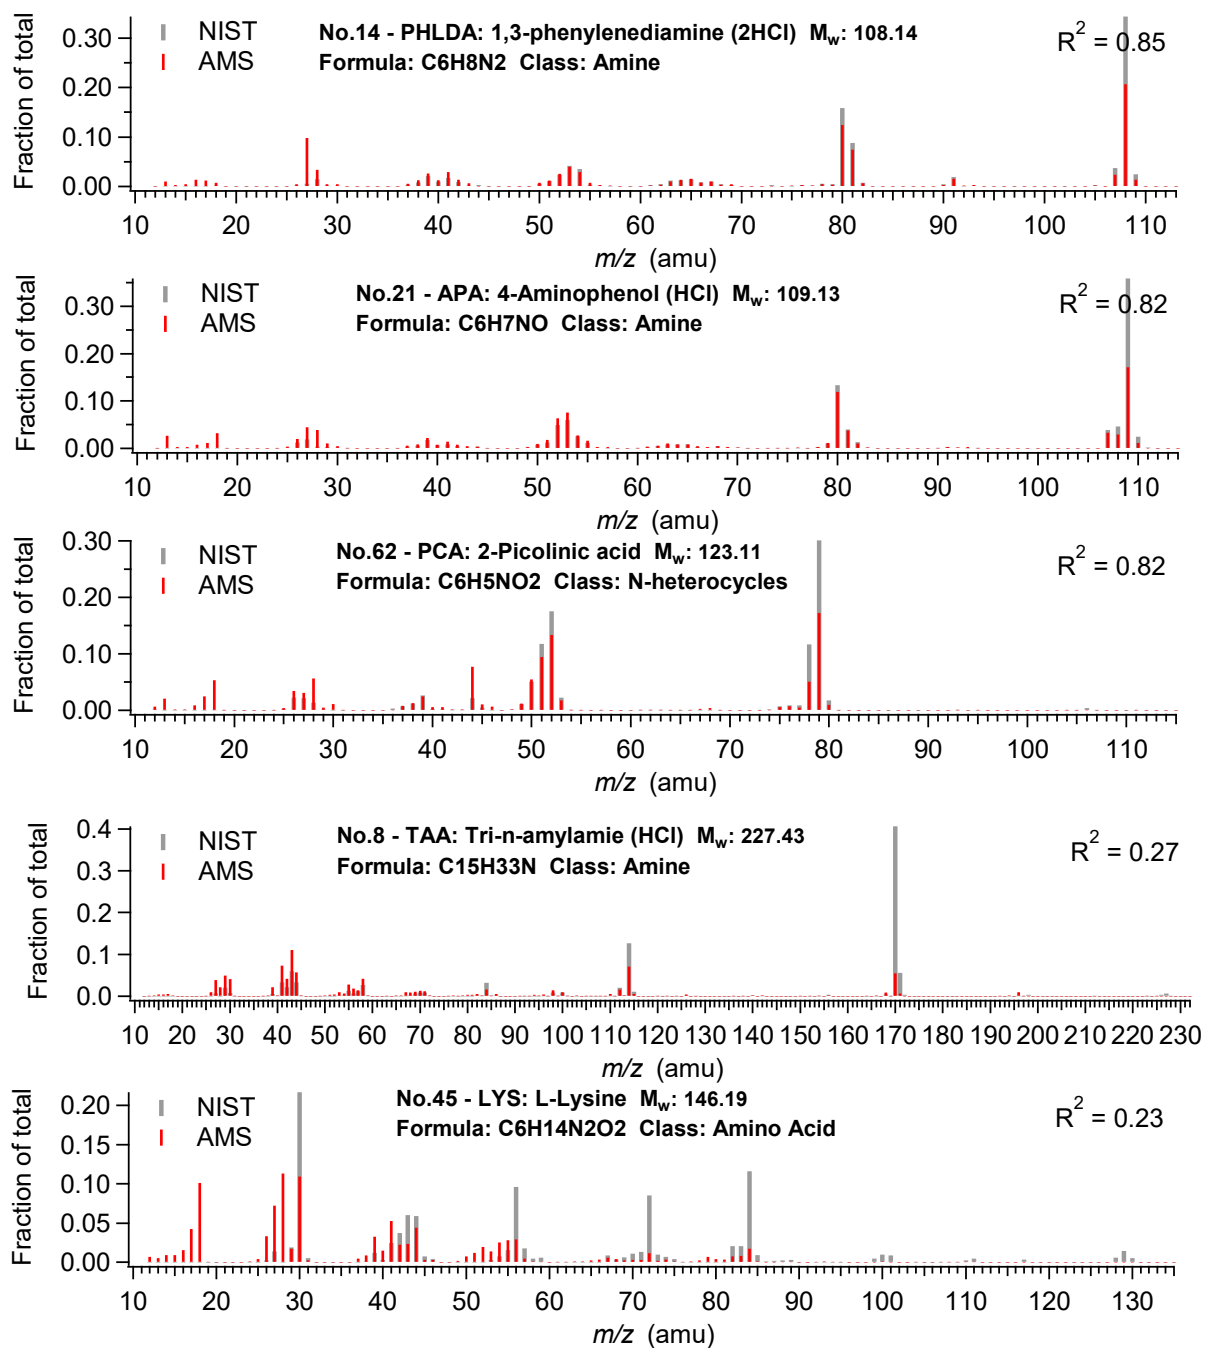 No.14 - PHLDA: 1,3-phenylenediamine (2HCl) Mw: 108.14
Formula: C6H8N2 Class: Amine
NIST
AMS
R2 = 0.85
Fraction of total
0.30
0.20
0.10
0.00
10 20 30 40 50 60 70 80 90 100 110
m/z (amu)
No.21 - APA: 4-Aminophenol (HCl) Mw: 109.13
Formula: C6H7NO Class: Amine
NIST
AMS
R2 = 0.82
Fraction of total
0.30
0.20
0.10
0.00
10 20 30 40 50 60 70 80 90 100 110
m/z (amu)
No.62 - PCA: 2-Picolinic acid Mw: 123.11
Formula: C6H5NO2 Class: N-heterocycles
NIST
AMS
R2 = 0.82
Fraction of total
0.30
0.20
0.10
0.00
10 20 30 40 50 60 70 80 90 100 110
m/z (amu)
No.8 - TAA: Tri-n-amylamie (HCl) Mw: 227.43
Formula: C15H33N Class: Amine
NIST
AMS
R2 = 0.27
Fraction of total
0.4
0.3
0.2
0.1
0.0
10 20 30 40 50 60 70 80 90 100 110 120 130 140 150 160 170 180 190 200 210 220 230
m/z (amu)
No.45 - LYS: L-Lysine Mw: 146.19
Formula: C6H14N2O2 Class: Amino Acid
NIST
AMS
R2 = 0.23
Fraction of total
0.20
0.15
0.10
0.05
0.00
10 20 30 40 50 60 70 80 90 100 110 120 130
m/z (amu)